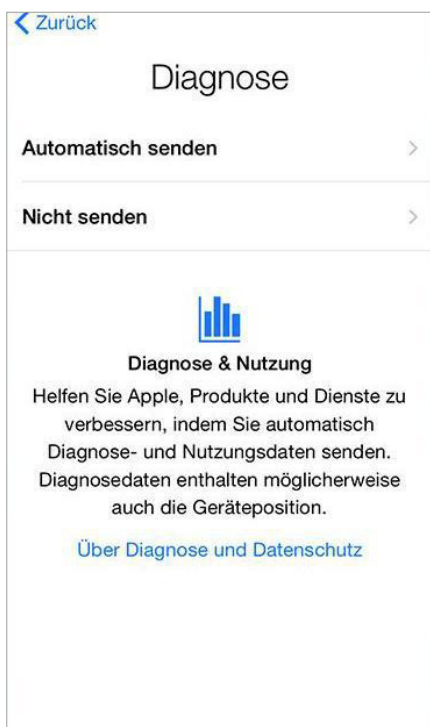 Zurück
Diagnose
Automatisch senden
Nicht senden
Diagnose & Nutzung
Helfen Sie Apple, Produkte und Dienste zu
verbessern, indem Sie automatisch
Diagnose- und Nutzungsdaten senden.
Diagnosedaten enthalten möglicherweise
auch die Geräteposition.
Über Diagnose und Datenschutz